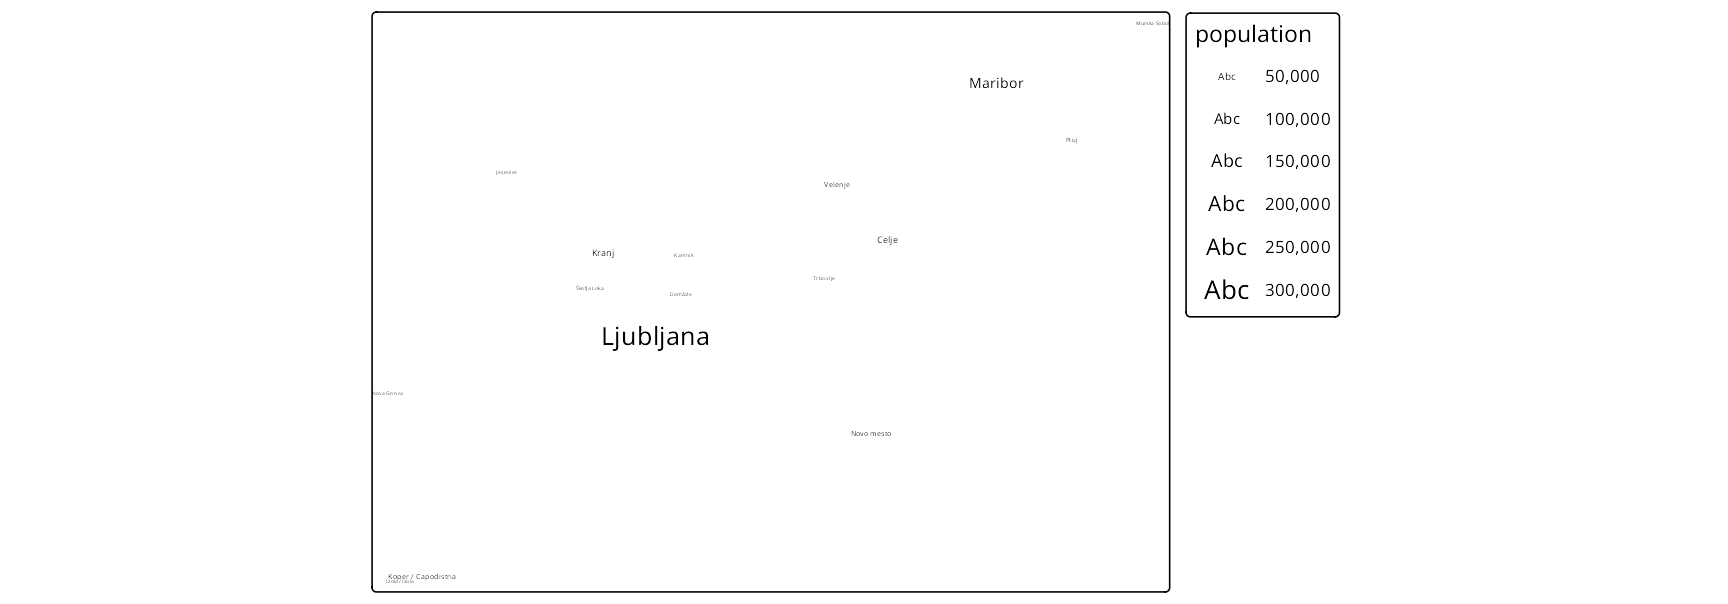 Murska Sobot
Maribor
Ptuj
Jesenice
Velenje
Celje
Kranj
Kamnik
Trbovlje
Škofja Loka
Domžale
Ljubljana
Nova Gorica
Novo mesto
Koper / Capodistria
Izola / Isola
population
Abc 50,000
Abc 100,000
Abc 150,000
Abc 200,000
Abc 250,000
Abc 300,000